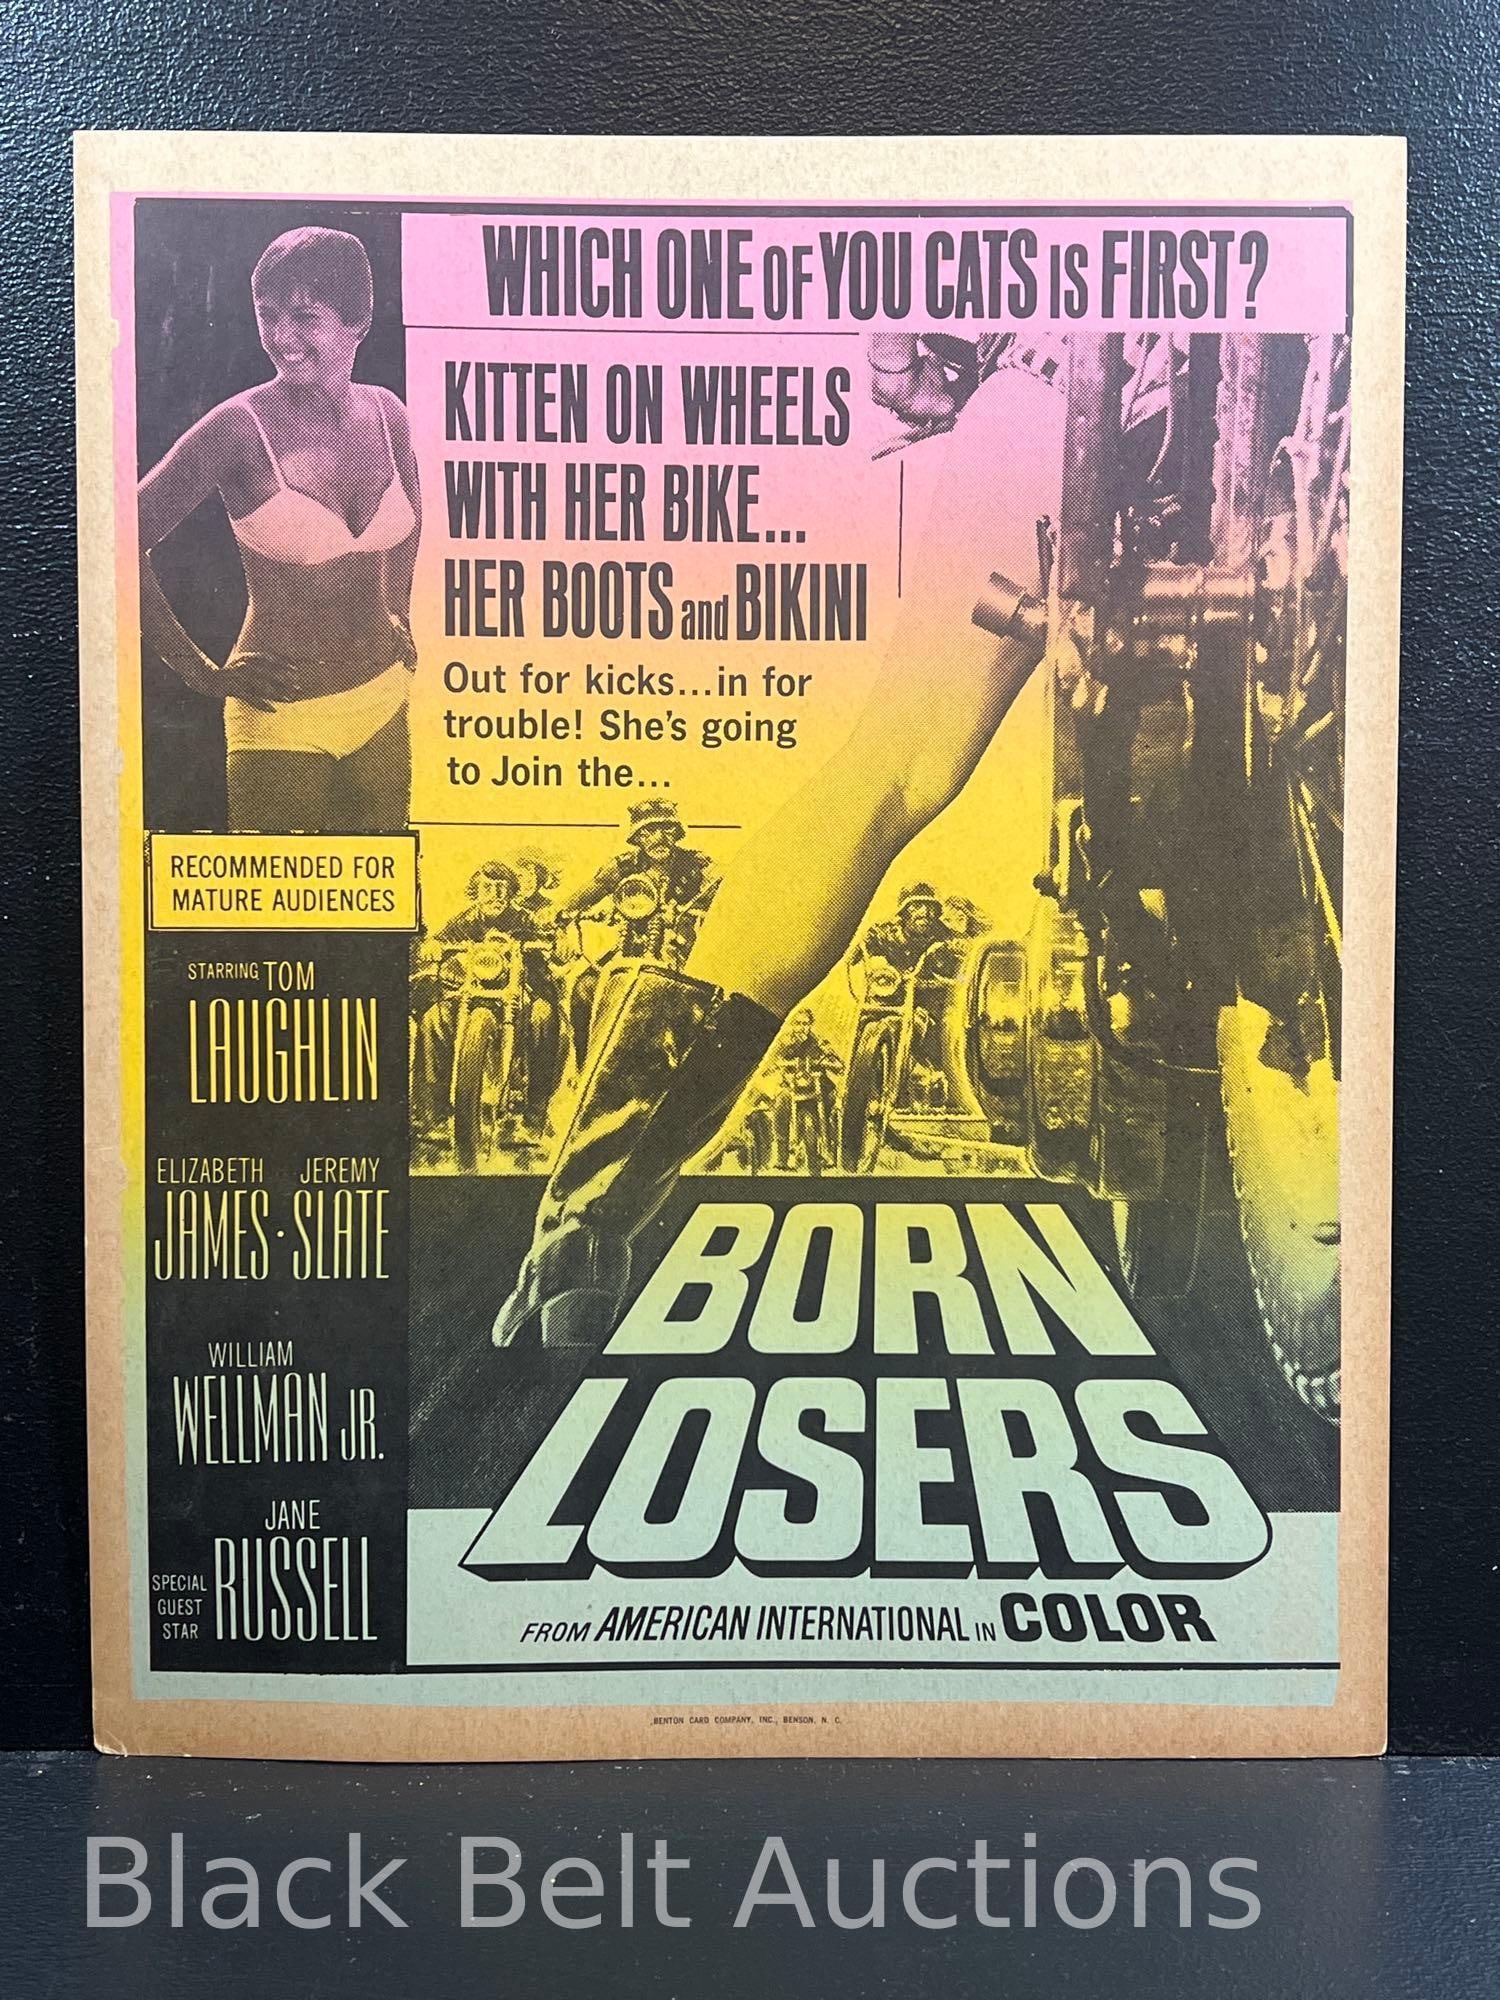 WHICH ONE OF YOU CATS IS FIRST?
KITTEN ON WHEELS
WITH HER BIKE...
HER BOOTS and BIKINI
Out for kicks...in for
trouble! She's going
to Join the...
RECOMMENDED FOR
MATURE AUDIENCES
STARRING TOM
LAUGHLIN
ELIZABETH JEREMY
JAMES · SLATE
WILLIAM
WELLMAN JR.
JANE
SPECIAL GUEST STAR RUSSELL
BORN
LOSERS
FROM AMERICAN INTERNATIONAL IN COLOR
BENTON CARD COMPANY, INC., BENSON, N. C.
Black Belt Auctions